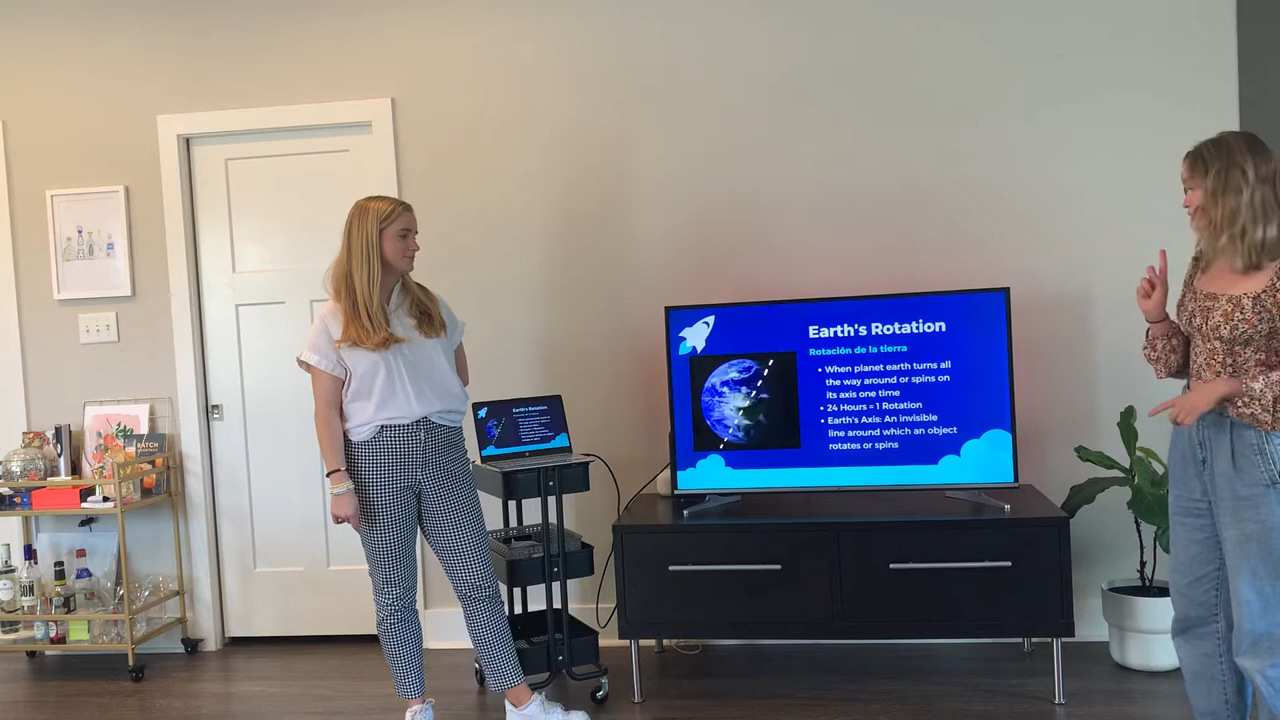 Earth's Rotation
Rotación de la tierra
• When planet earth turns all
the way around or spins on
its axis one time
• 24 Hours = 1 Rotation
• Earth's Axis: An invisible
line around which an object
rotates or spins
Earth's Rotation
BATCH